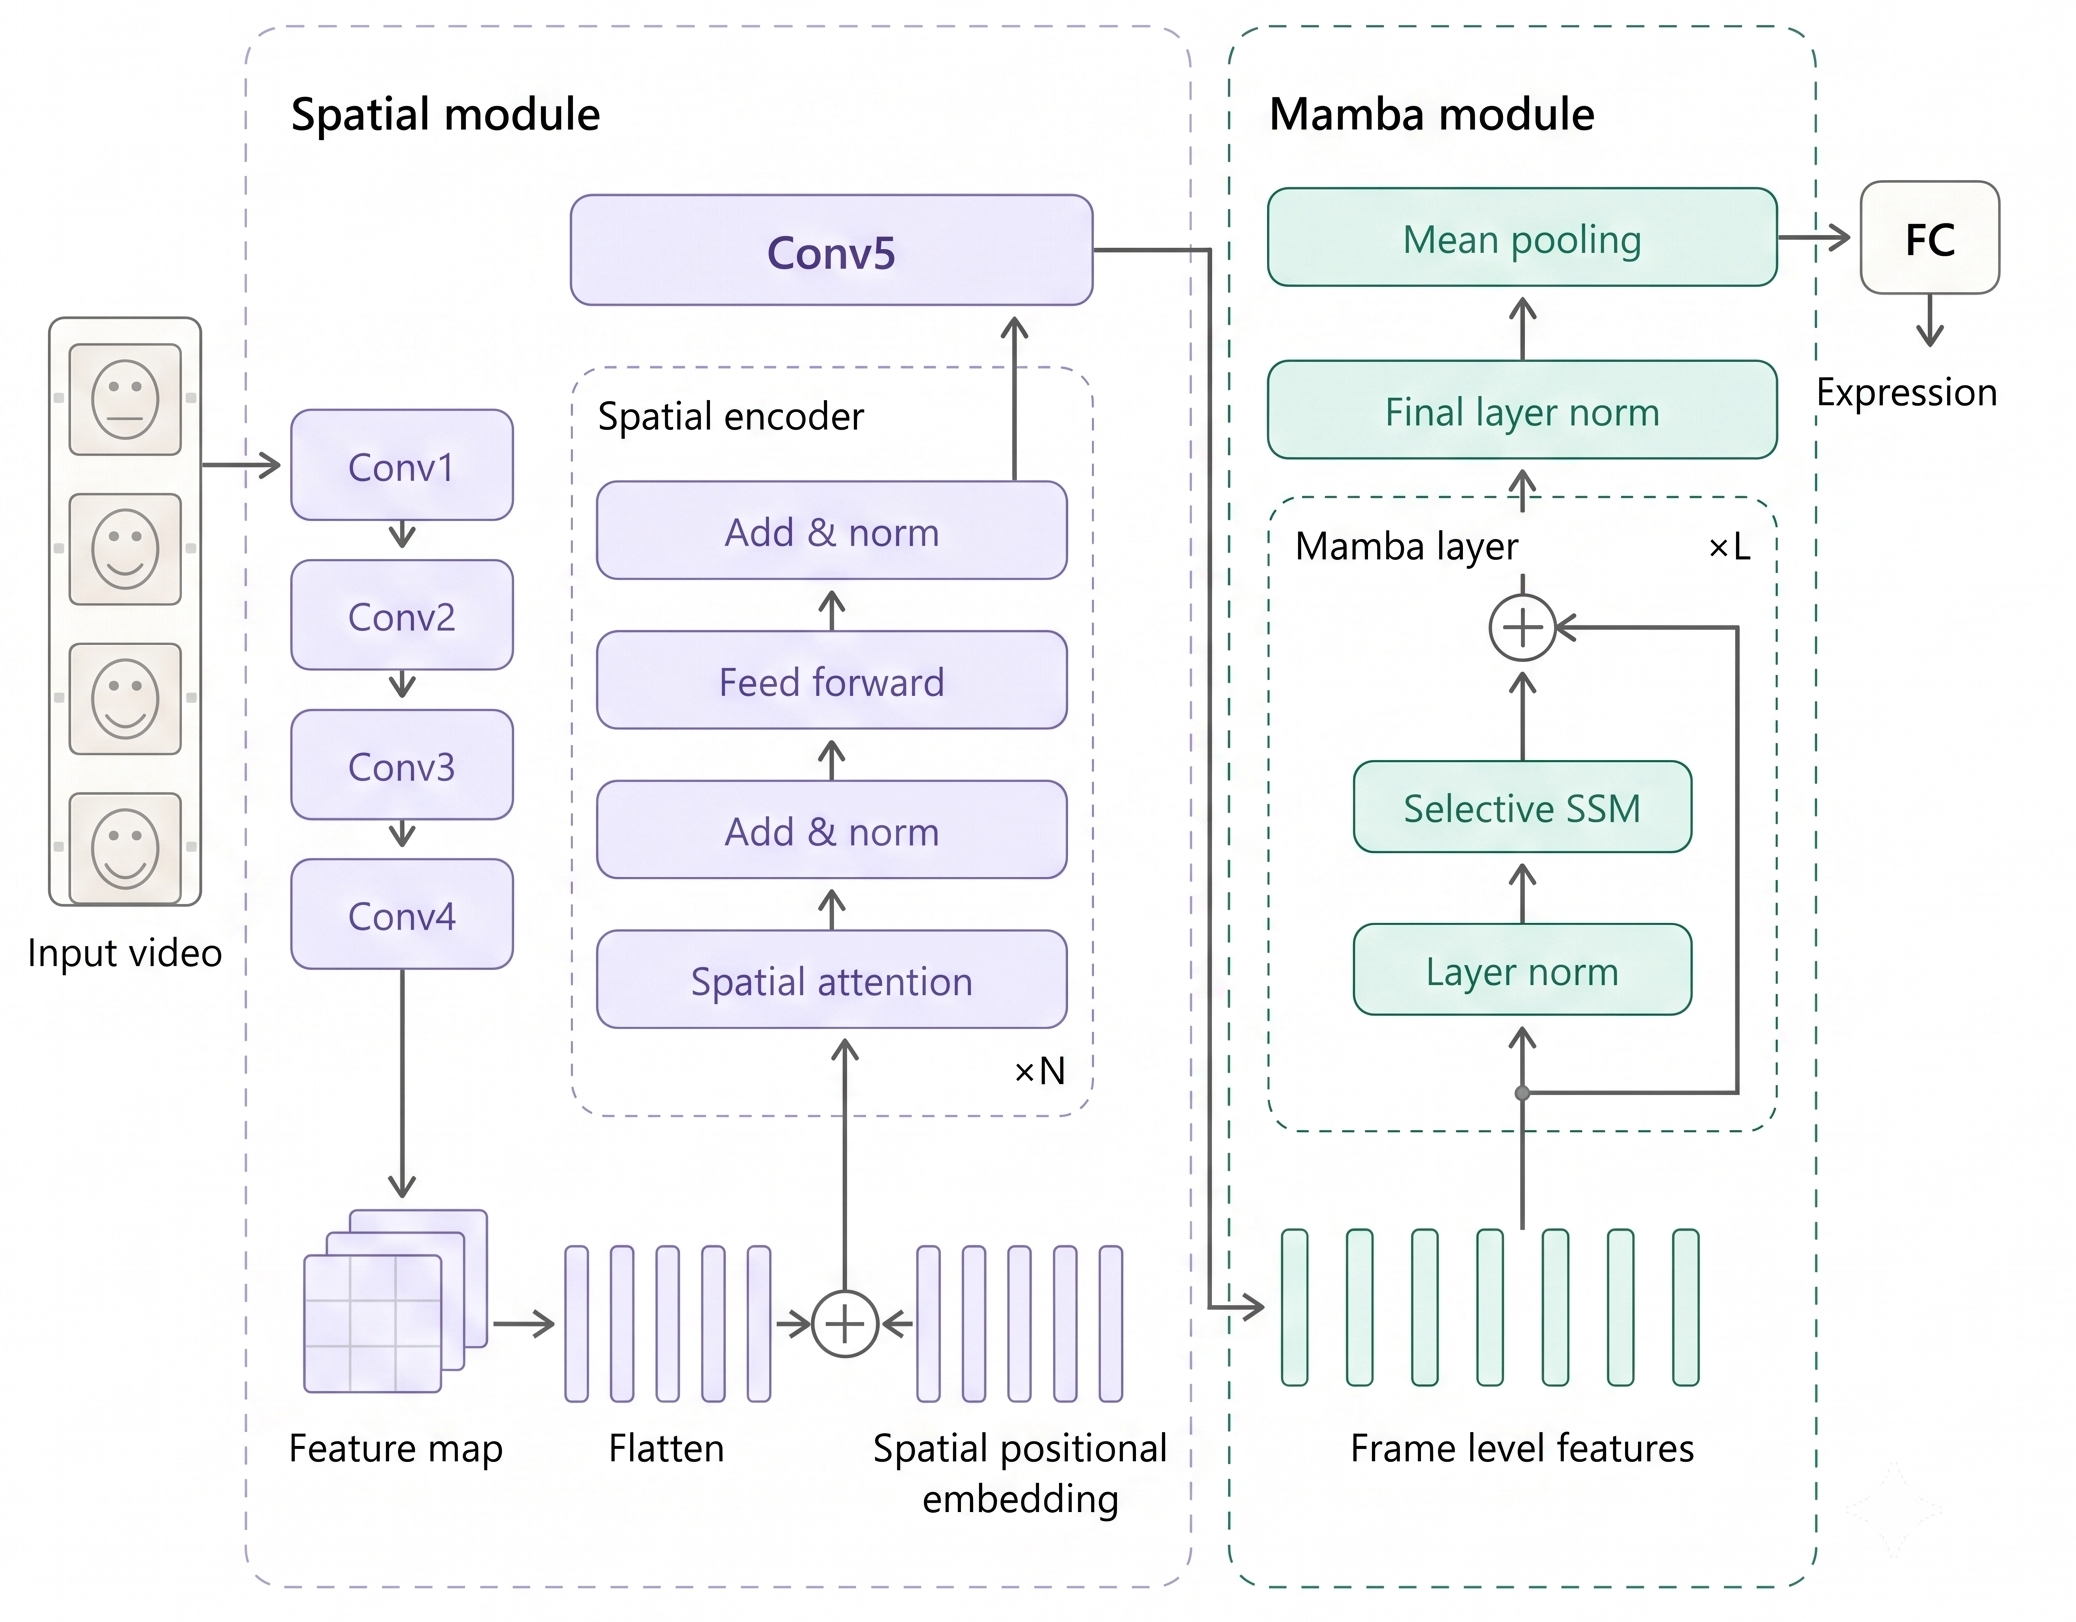 Spatial module
Mamba module
Conv5
Mean pooling
FC
Expression
Final layer norm
Spatial encoder
Conv1
Add & norm
Mamba layer
×L
Conv2
Feed forward
Conv3
Add & norm
Selective SSM
Conv4
Input video
Spatial attention
Layer norm
×N
Feature map
Flatten
Spatial positional
embedding
Frame level features